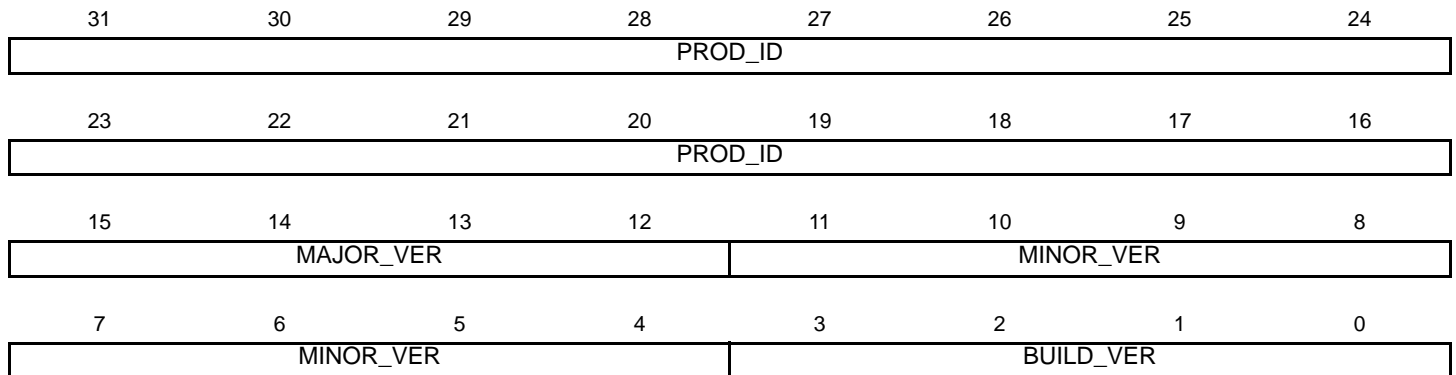 31 30 29 28 27 26 25 24
PROD_ID
23 22 21 20 19 18 17 16
PROD_ID
15 14 13 12 11 10 9 8
MAJOR_VER MINOR_VER
7 6 5 4 3 2 1 0
MINOR_VER BUILD_VER